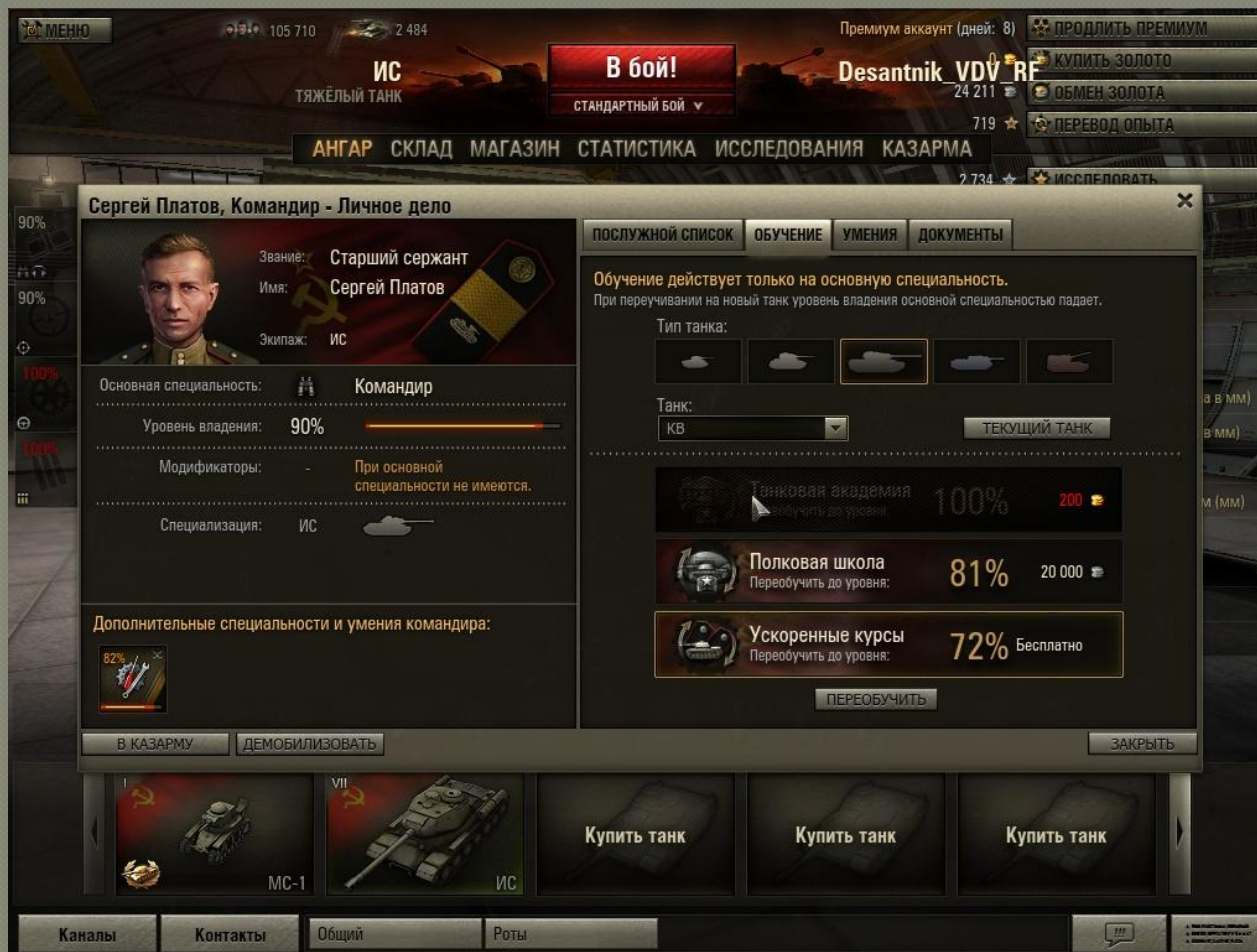 МЕНЮ
105 710
2 484
Премиум аккаунт (дней: 8)
ПРОДЛИТЬ ПРЕМИУМ
ИС
ТЯЖЁЛЫЙ ТАНК
В бой!
СТАНДАРТНЫЙ БОЙ
Desantnik_VDV_RF
0
КУПИТЬ ЗОЛОТО
24 211
ОБМЕН ЗОЛОТА
719
ПЕРЕВОД ОПЫТА
АНГАР СКЛАД МАГАЗИН СТАТИСТИКА ИССЛЕДОВАНИЯ КАЗАРМА
2 734
ИССЛЕДОВАТЬ
90%
90%
100%
100%
Сергей Платов, Командир - Личное дело
Звание: Старший сержант
Имя: Сергей Платов
Экипаж: ИС
Основная специальность: Командир
Уровень владения: 90%
Модификаторы: - При основной
специальности не имеются.
Специализация: ИС
Дополнительные специальности и умения командира:
82%
В КАЗАРМУ
ДЕМОБИЛИЗОВАТЬ
ПОСЛУЖНОЙ СПИСОК
ОБУЧЕНИЕ
УМЕНИЯ
ДОКУМЕНТЫ
Обучение действует только на основную специальность.
При переучивании на новый танк уровень владения основной специальностью падает.
Тип танка:
Танк:
КВ
ТЕКУЩИЙ ТАНК
Танковая академия
Переобучить до уровня:
100%
200
Полковая школа
Переобучить до уровня:
81%
20 000
Ускоренные курсы
Переобучить до уровня:
72%
Бесплатно
ПЕРЕОБУЧИТЬ
ЗАКРЫТЬ
а в мм)
в мм)
м (мм)
I
МС-1
VII
ИС
Купить танк
Купить танк
Купить танк
Каналы
Контакты
Общий
Роты